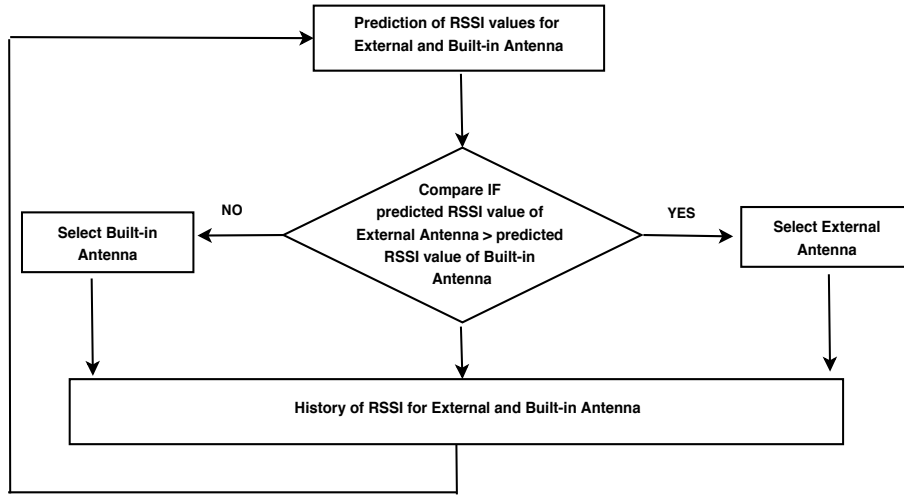 Prediction of RSSI values for
External and Built-in Antenna
Compare IF
predicted RSSI value of
External Antenna > predicted
RSSI value of Built-in
Antenna
NO
YES
Select Built-in
Antenna
Select External
Antenna
History of RSSI for External and Built-in Antenna